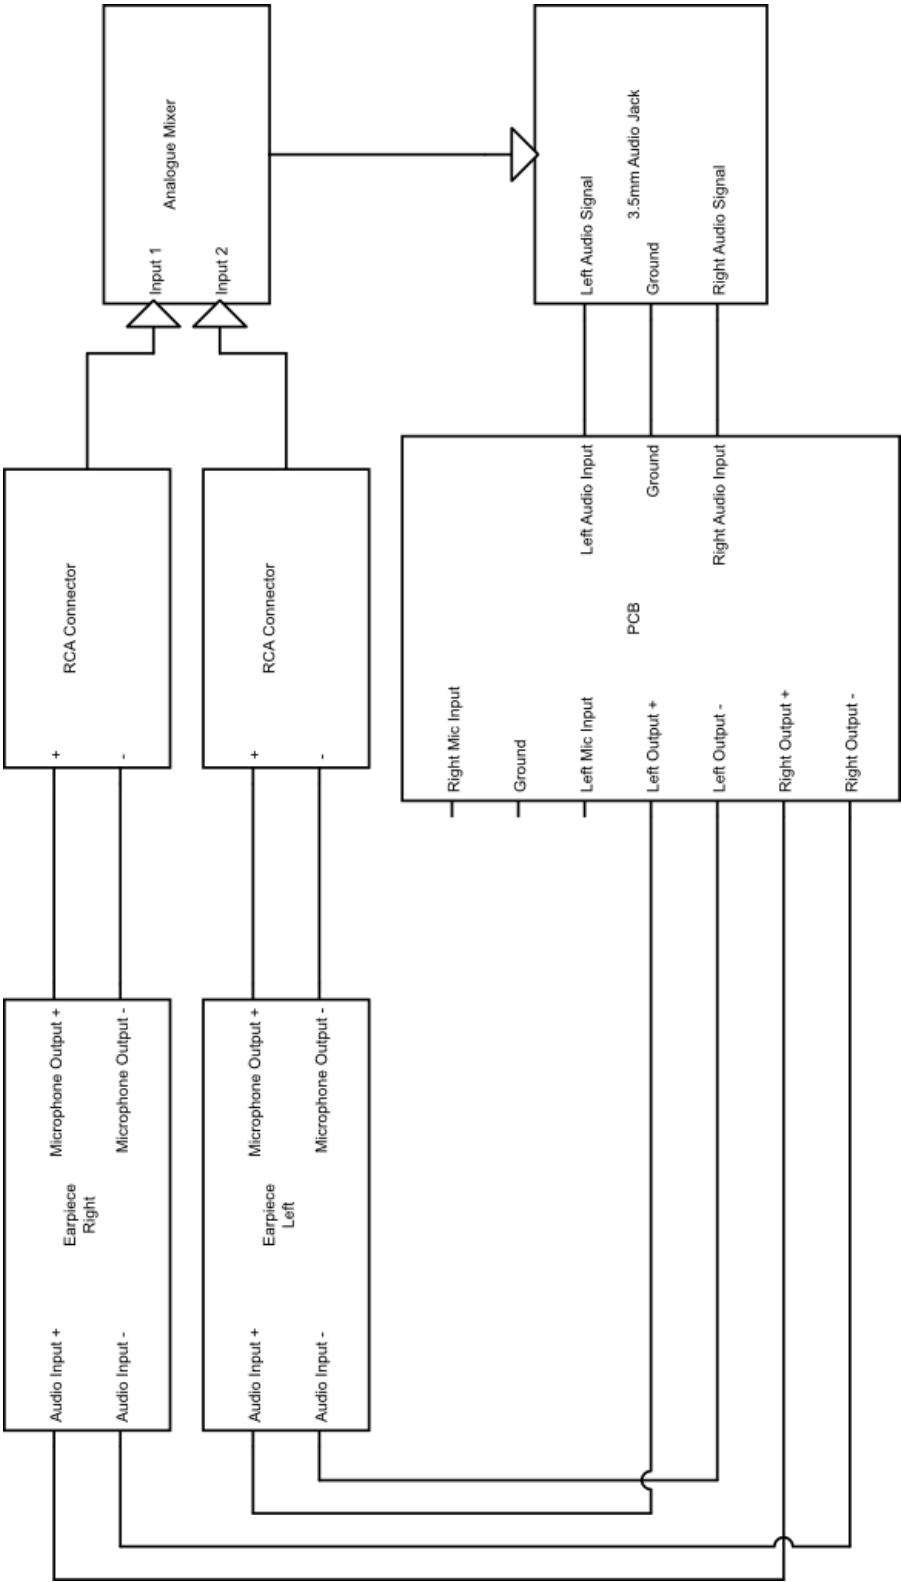 Analogue Mixer
Input 1
Input 2
3.5mm Audio Jack
Left Audio Signal
Ground
Right Audio Signal
RCA Connector
+
-
RCA Connector
+
-
PCB
Left Audio Input
Ground
Right Audio Input
Right Mic Input
Ground
Left Mic Input
Left Output +
Left Output -
Right Output +
Right Output -
Earpiece
Right
Microphone Output +
Microphone Output -
Audio Input +
Audio Input -
Earpiece
Left
Microphone Output +
Microphone Output -
Audio Input +
Audio Input -